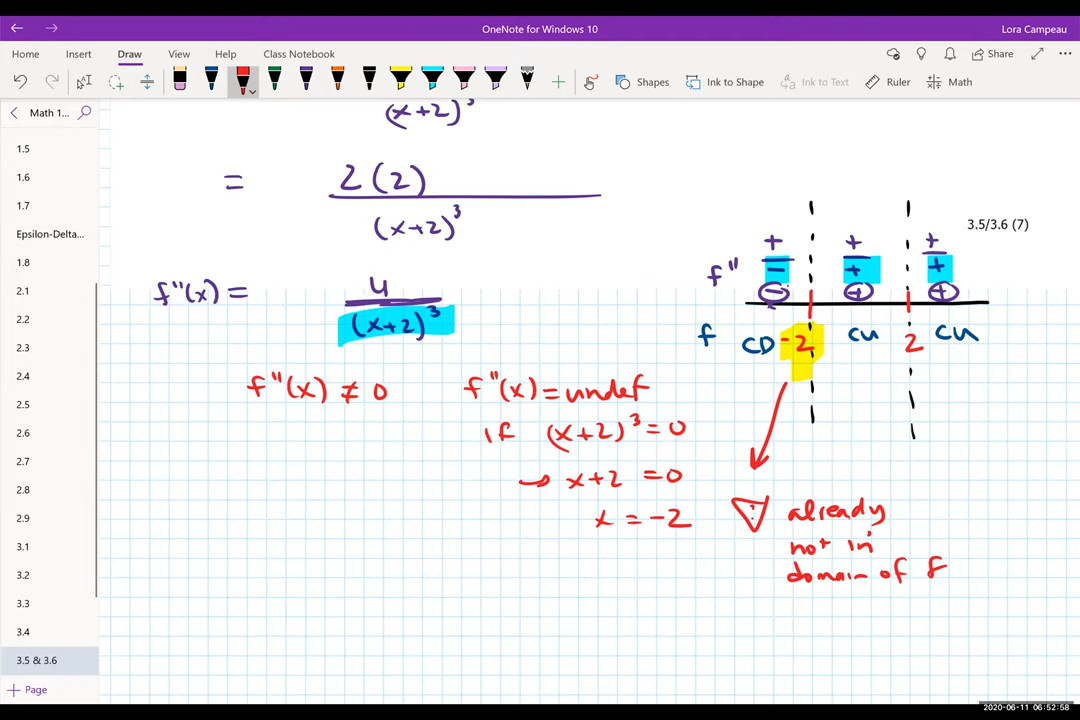 OneNote for Windows 10
Lora Campeau
Home Insert Draw View Help Class Notebook
Share
Shapes Ink to Shape Ink to Text Ruler Math
Math 1...
1.5
1.6
1.7
Epsilon-Delta...
1.8
2.1
2.2
2.3
2.4
2.5
2.6
2.7
2.8
2.9
3.1
3.2
3.3
3.4
3.5 & 3.6
Page
(x+2)³
= 2(2)
(x+2)³
f"(x) = 4
(x+2)³
f"(x) ≠ 0
f"(x) = undef
if (x+2)³ = 0
→ x+2 = 0
x = -2
3.5/3.6 (7)
+ + +
f" - + +
- + +
f CD -2 CU 2 CU
already
not in
domain of f
2020-06-11 06:52:58